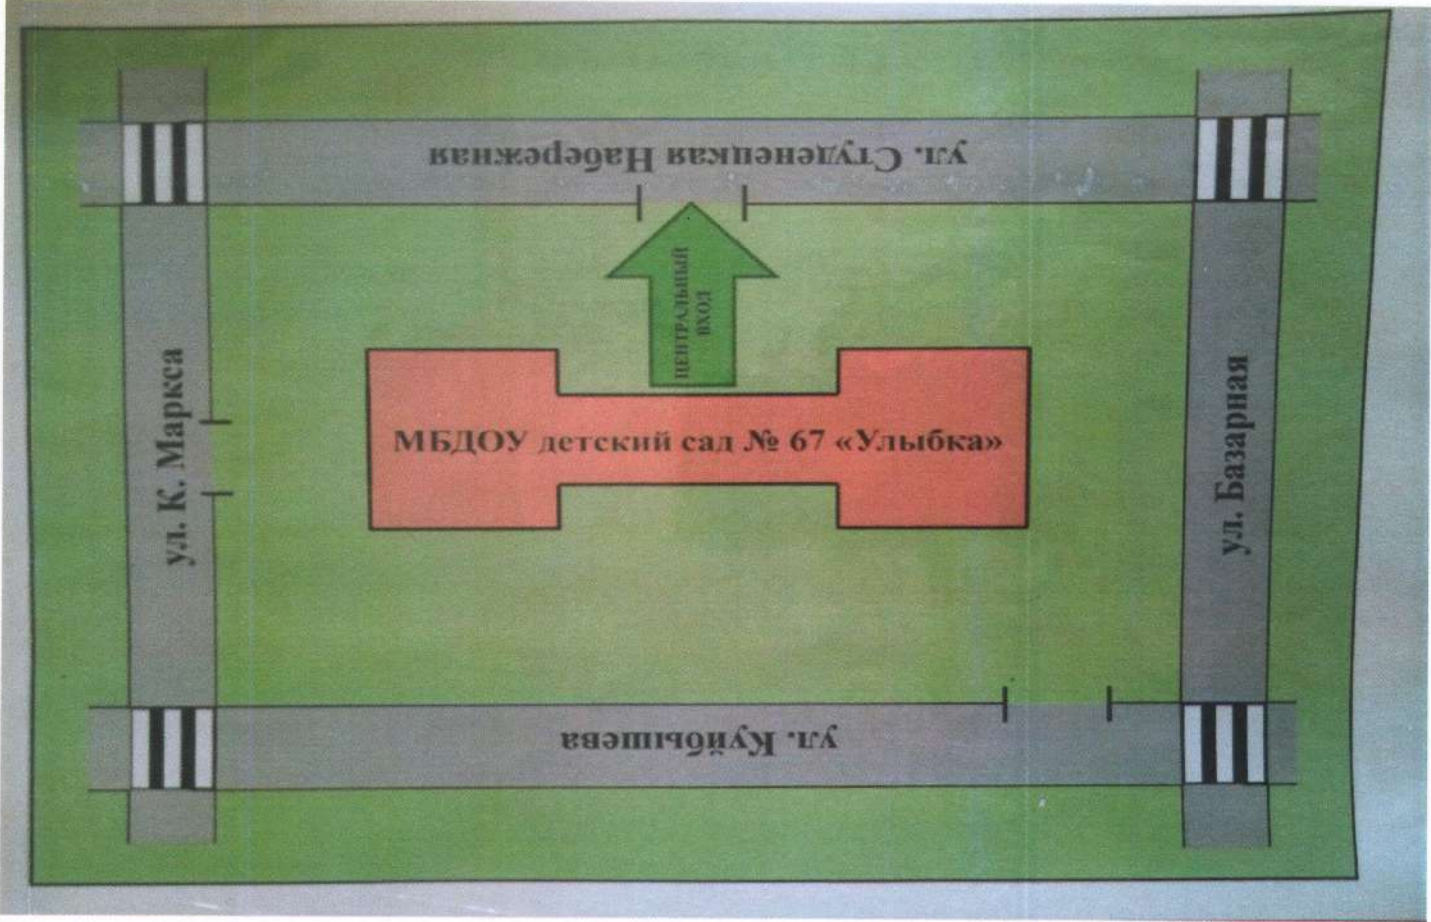 ул. Студенецкая Набережная
ЦЕНТРАЛЬНЫЙ
ВХОД
ул. К. Маркса
МБДОУ детский сад № 67 «Улыбка»
ул. Базарная
ул. Куйбышева